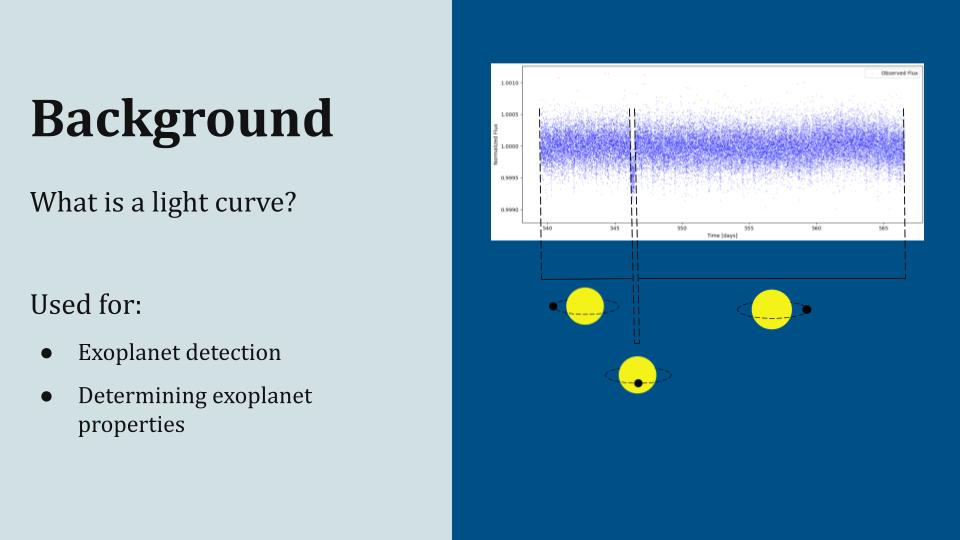 Background
What is a light curve?
Used for:
● Exoplanet detection
● Determining exoplanet
properties
Observed Flux
1.0010
1.0005
1.0000
0.9995
0.9990
Normalized Flux
540 545 550 555 560 565
Time [days]